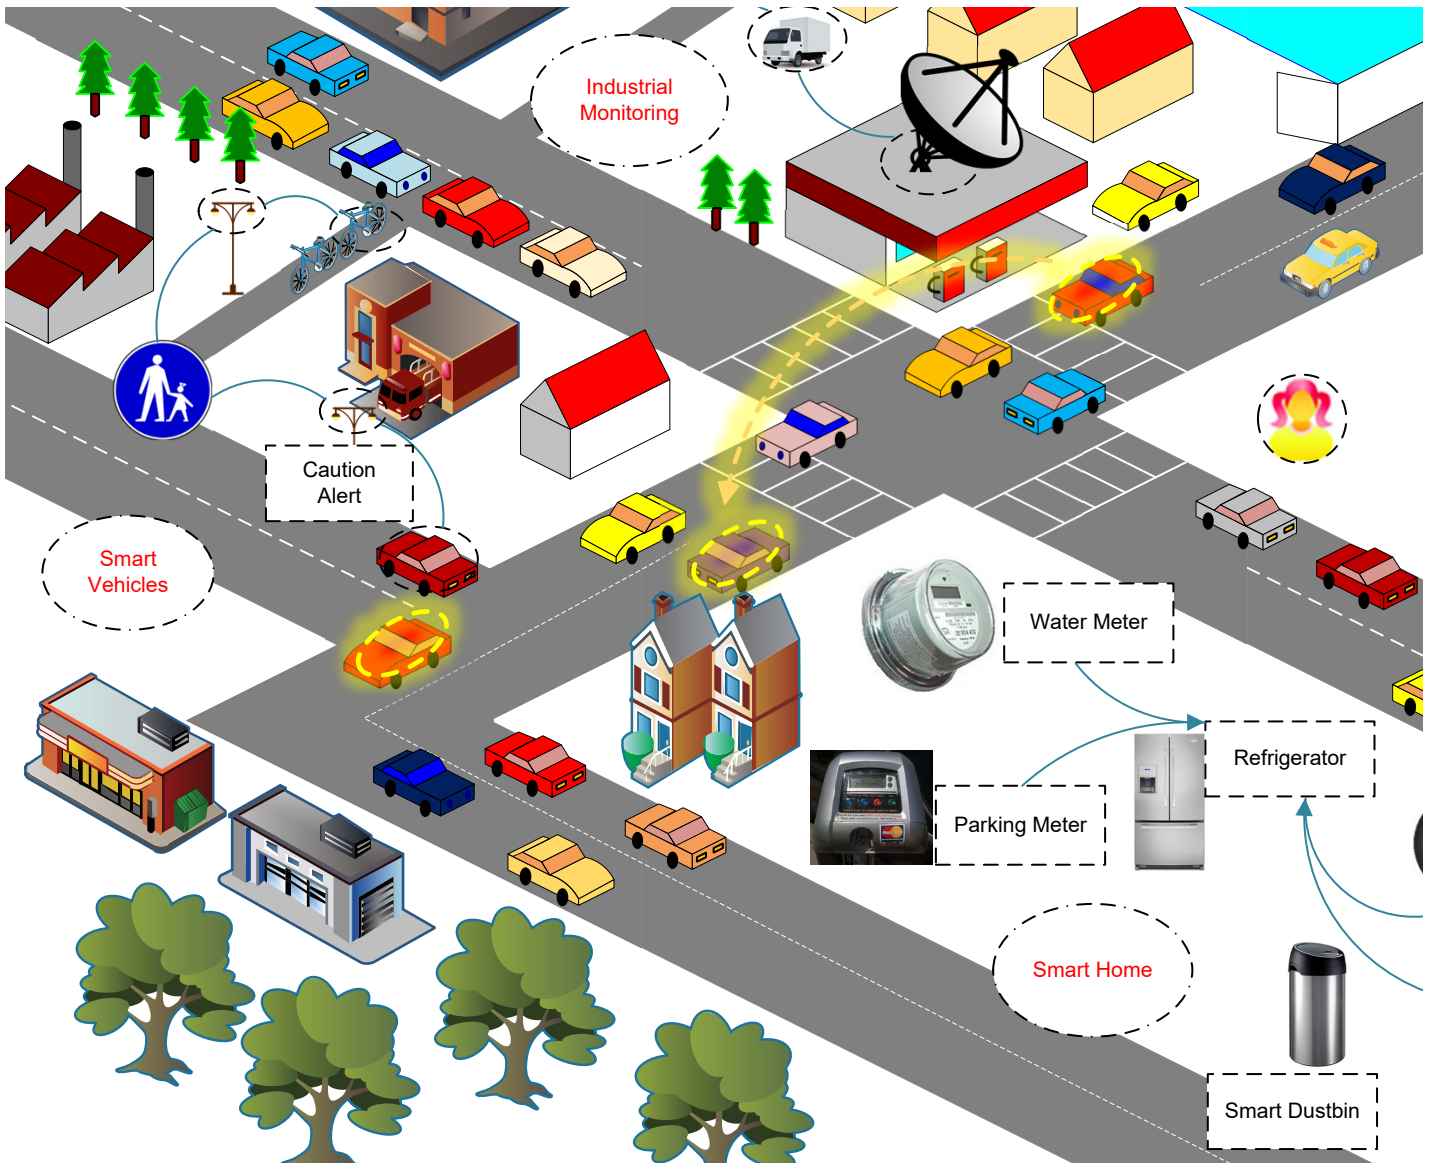 Industrial
Monitoring
Caution
Alert
Smart
Vehicles
Water Meter
Refrigerator
Parking Meter
Smart Home
Smart Dustbin